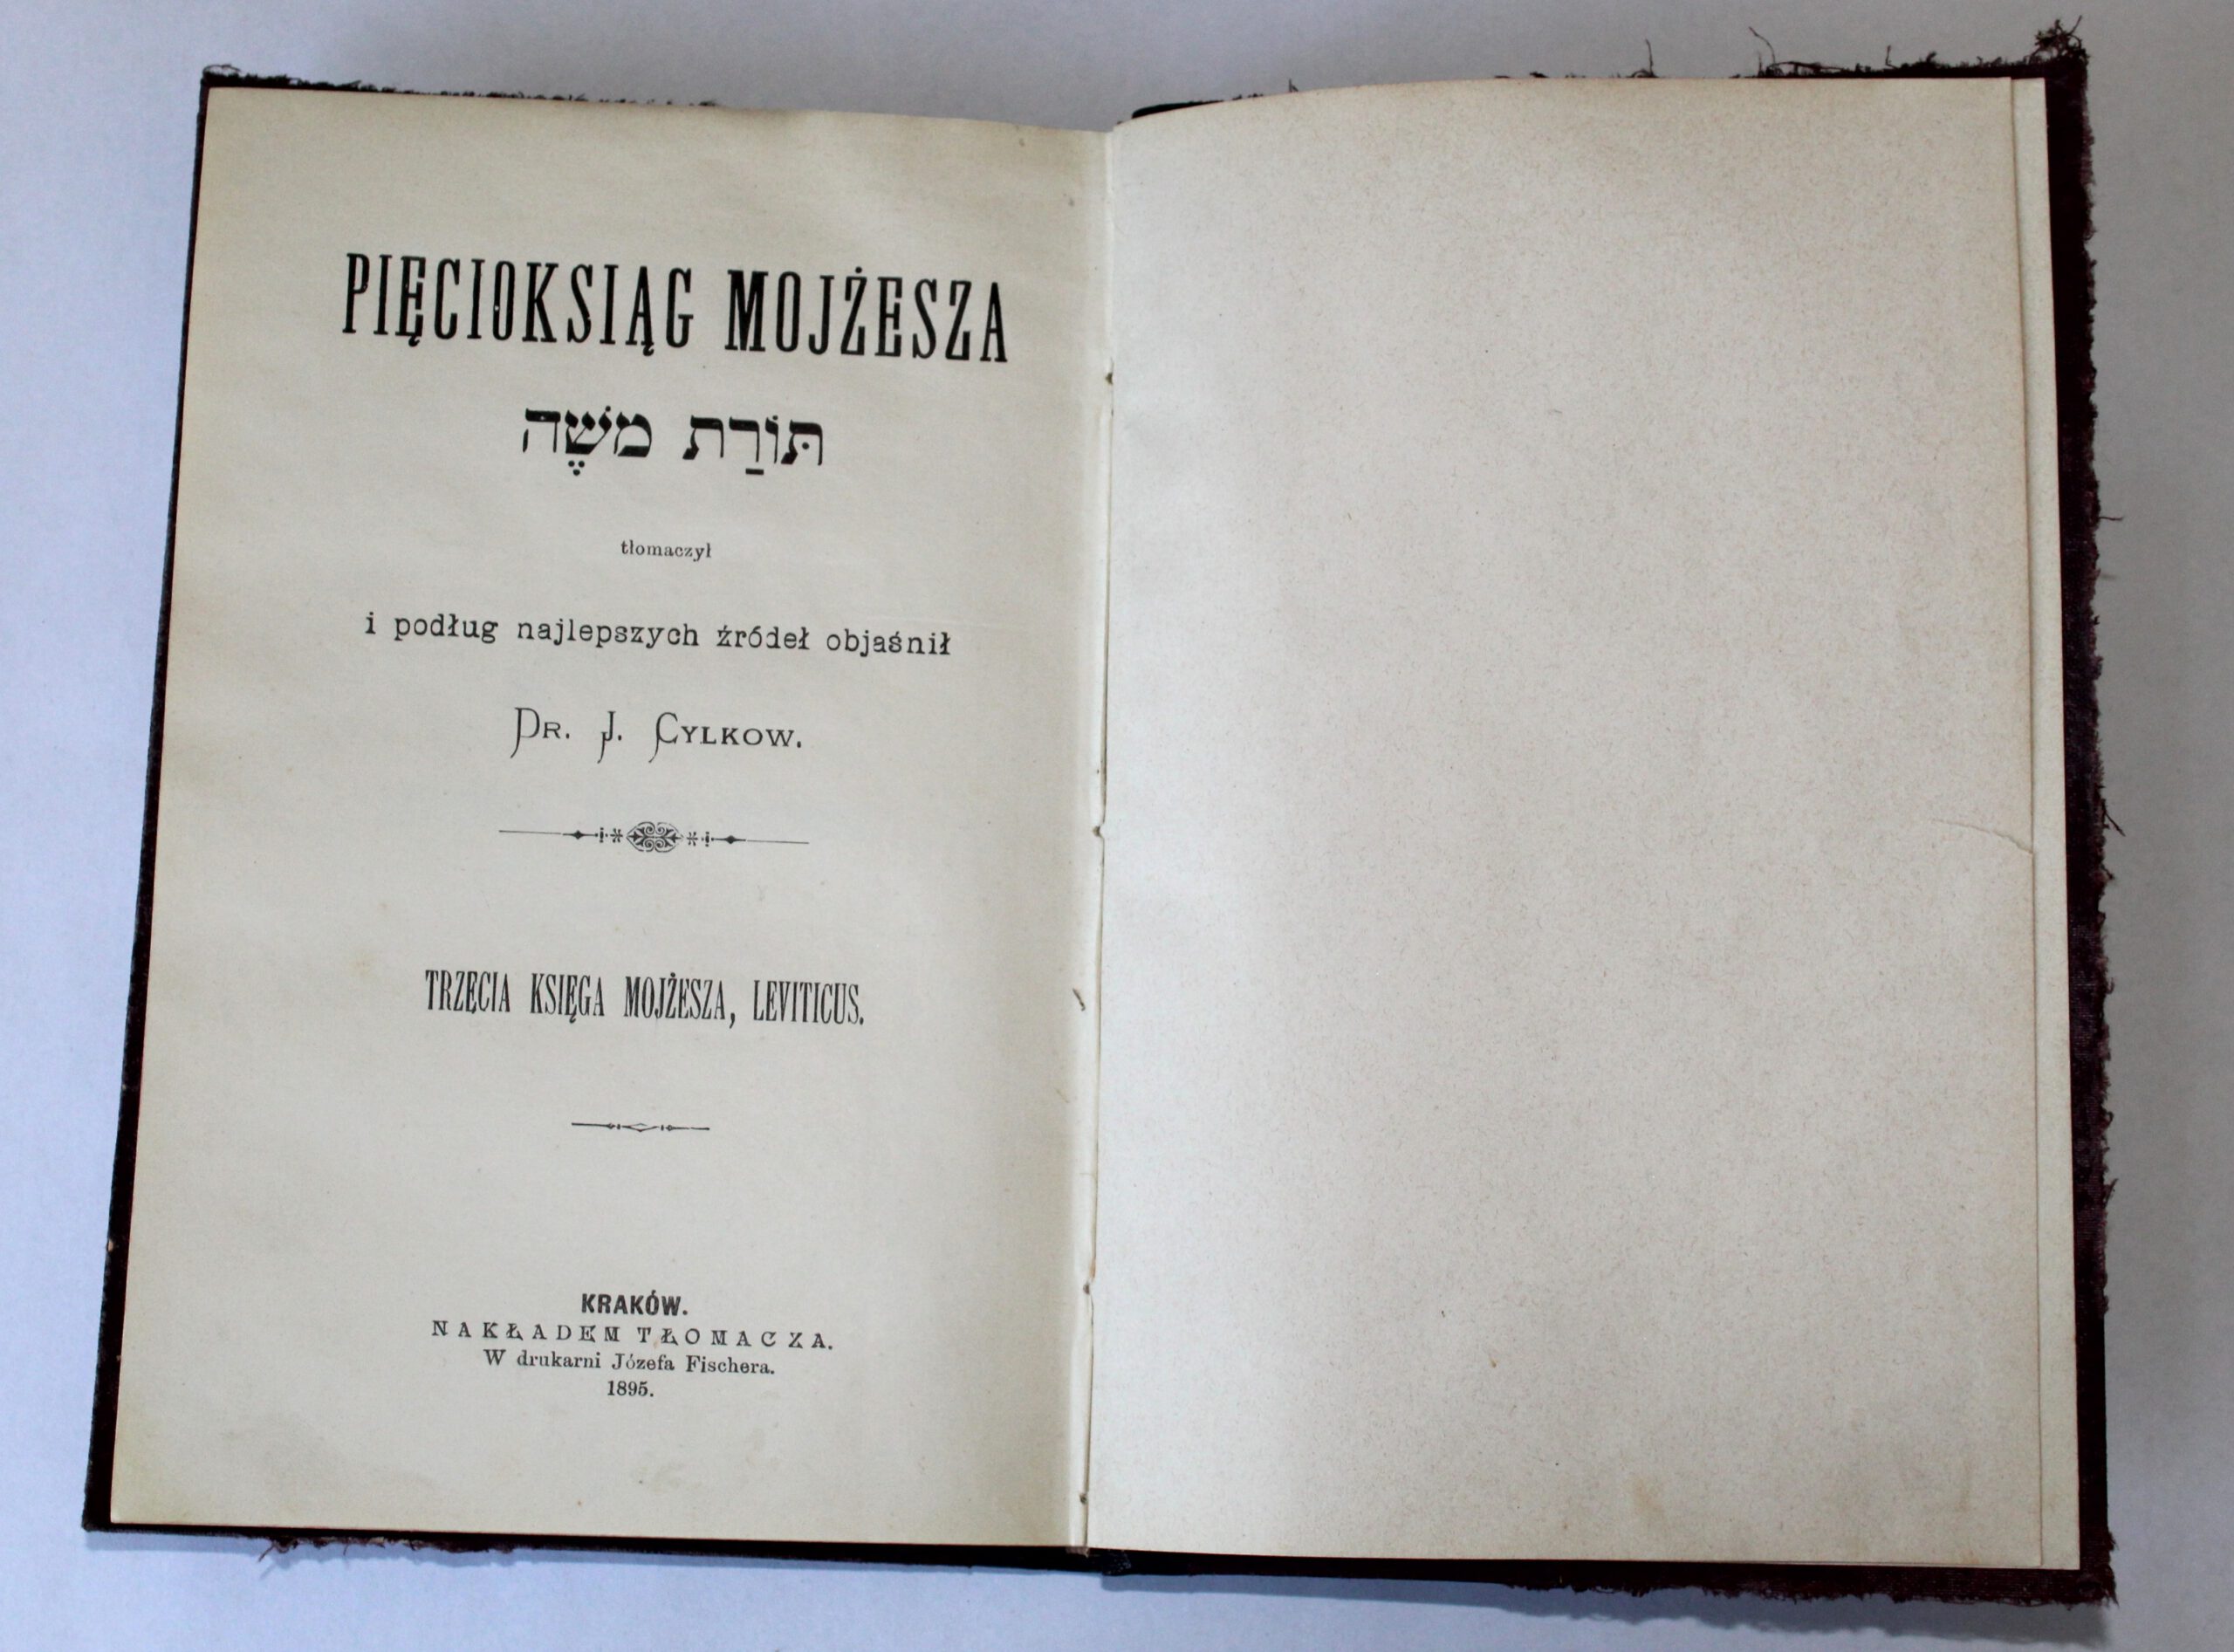 PIĘCIOKSIĄG MOJŻESZA
תּוֹרַת משֶׁה
tłomaczył
i podług najlepszych źródeł objaśnił
DR. J. CYLKOW.
TRZECIA KSIĘGA MOJŻESZA, LEVITICUS.
KRAKÓW.
NAKŁADEM TŁOMACZA.
W drukarni Józefa Fischera.
1895.